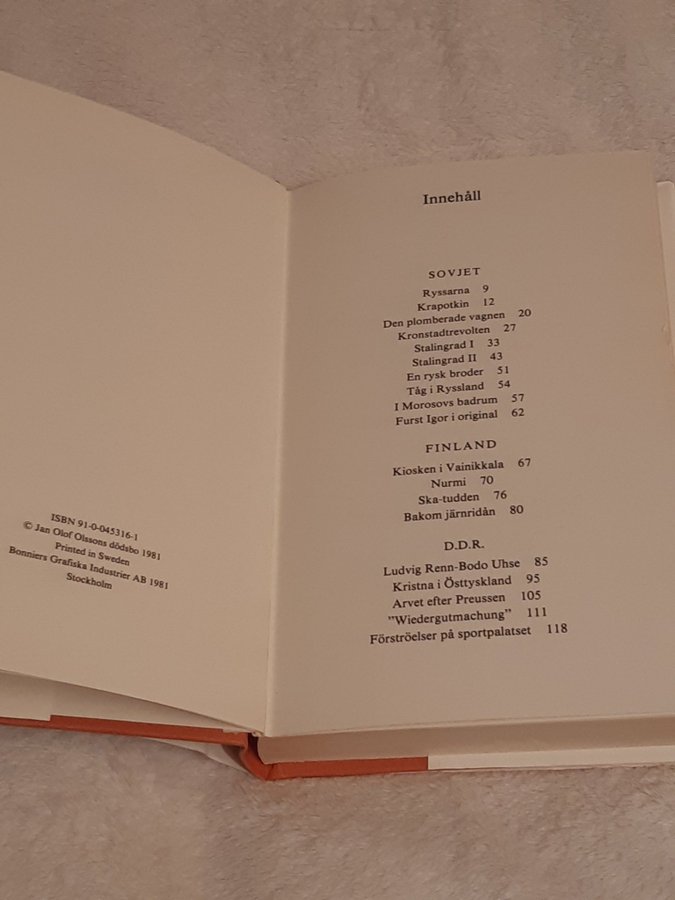 ISBN 91-0-045316-1
© Jan Olof Olssons dödsbo 1981
Printed in Sweden
Bonniers Grafiska Industrier AB 1981
Stockholm
Innehåll
SOVJET
Ryssarna 9
Krapotkin 12
Den plomberade vagnen 20
Kronstadtrevolten 27
Stalingrad I 33
Stalingrad II 43
En rysk broder 51
Tåg i Ryssland 54
I Morosovs badrum 57
Furst Igor i original 62
FINLAND
Kiosken i Vainikkala 67
Nurmi 70
Ska-tudden 76
Bakom järnridån 80
D.D.R.
Ludvig Renn-Bodo Uhse 85
Kristna i Östtyskland 95
Arvet efter Preussen 105
”Wiedergutmachung” 111
Förströelser på sportpalatset 118